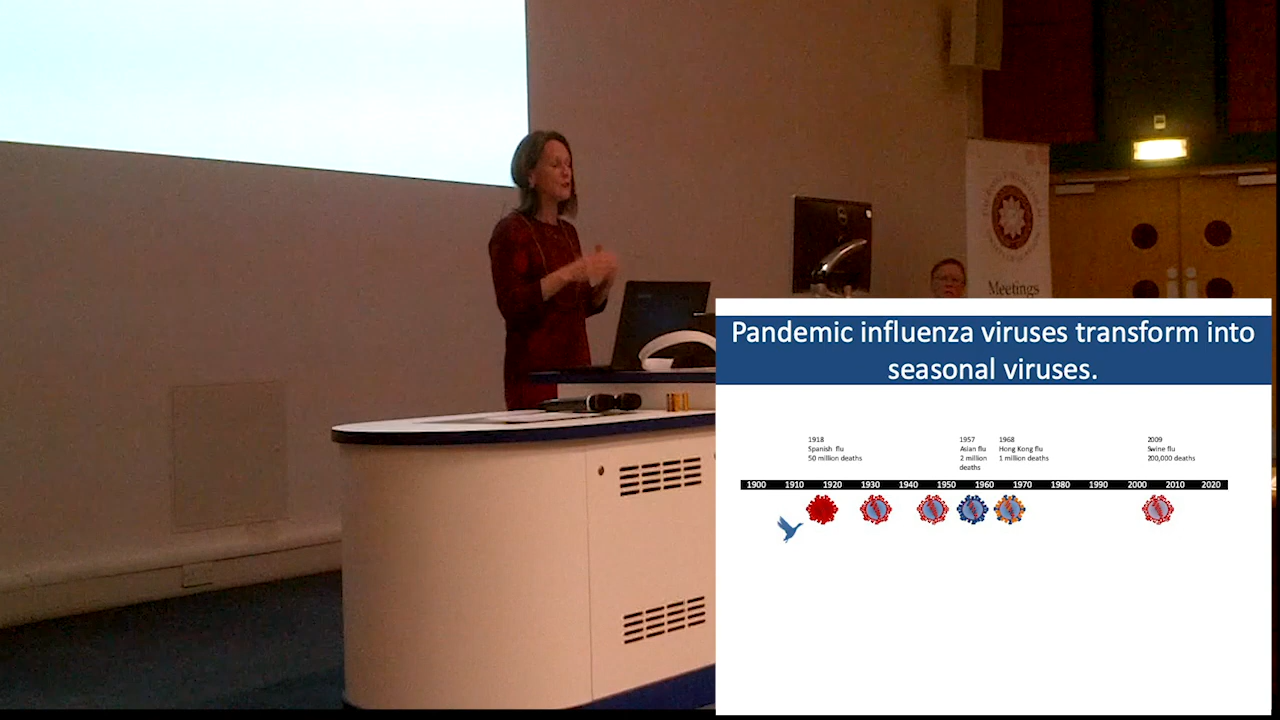 Meetings
Pandemic influenza viruses transform into
seasonal viruses.
1918
Spanish flu
50 million deaths
1957
Asian flu
2 million
deaths
1968
Hong Kong flu
1 million deaths
2009
Swine flu
200,000 deaths
1900 1910 1920 1930 1940 1950 1960 1970 1980 1990 2000 2010 2020